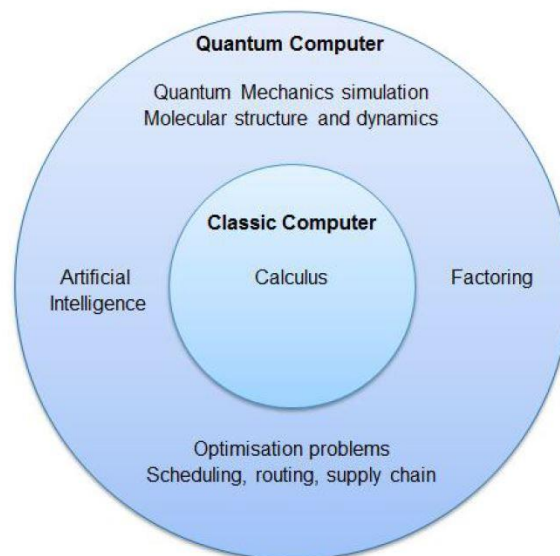 Quantum Computer
Quantum Mechanics simulation
Molecular structure and dynamics
Classic Computer
Calculus
Artificial
Intelligence
Factoring
Optimisation problems
Scheduling, routing, supply chain